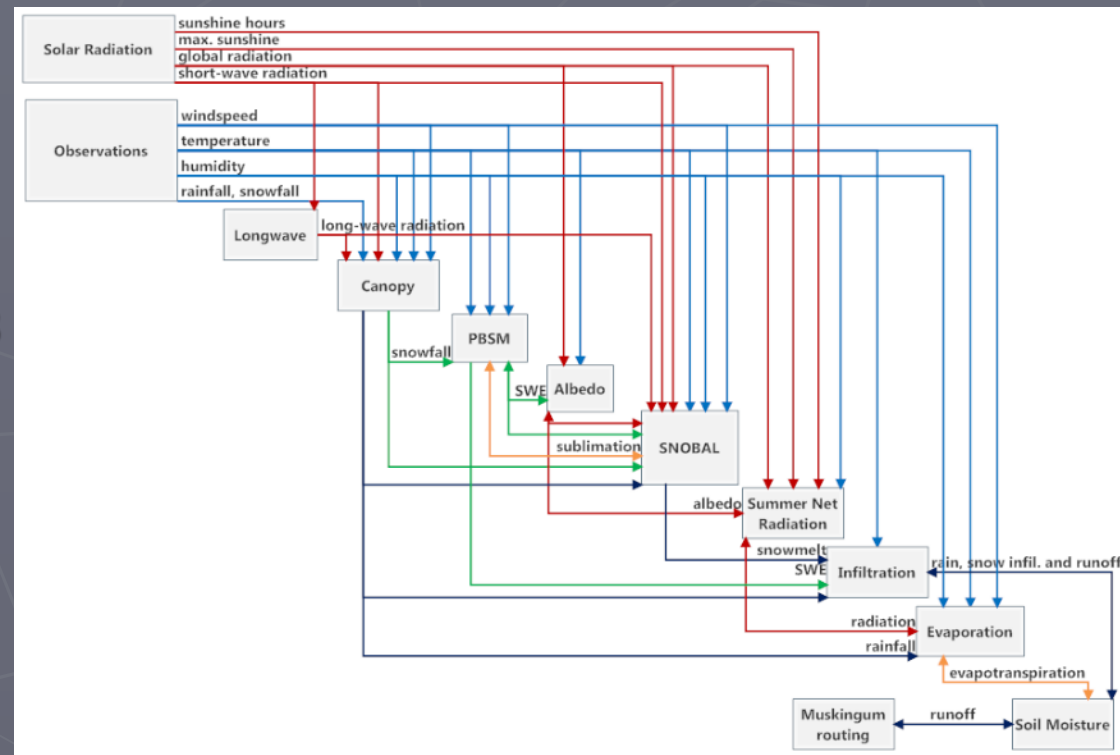 sunshine hours
Solar Radiation
max. sunshine
global radiation
short-wave radiation
windspeed
temperature
Observations
humidity
rainfall, snowfall
Longwave
long-wave radiation
Canopy
PBSM
snowfall
SWE
Albedo
sublimation
SNOBAL
albedo
Summer Net
Radiation
snowmelt
SWE
Infiltration
rain, snow infil. and runoff
radiation
Evaporation
rainfall
evapotranspiration
Muskingum
routing
runoff
Soil Moisture